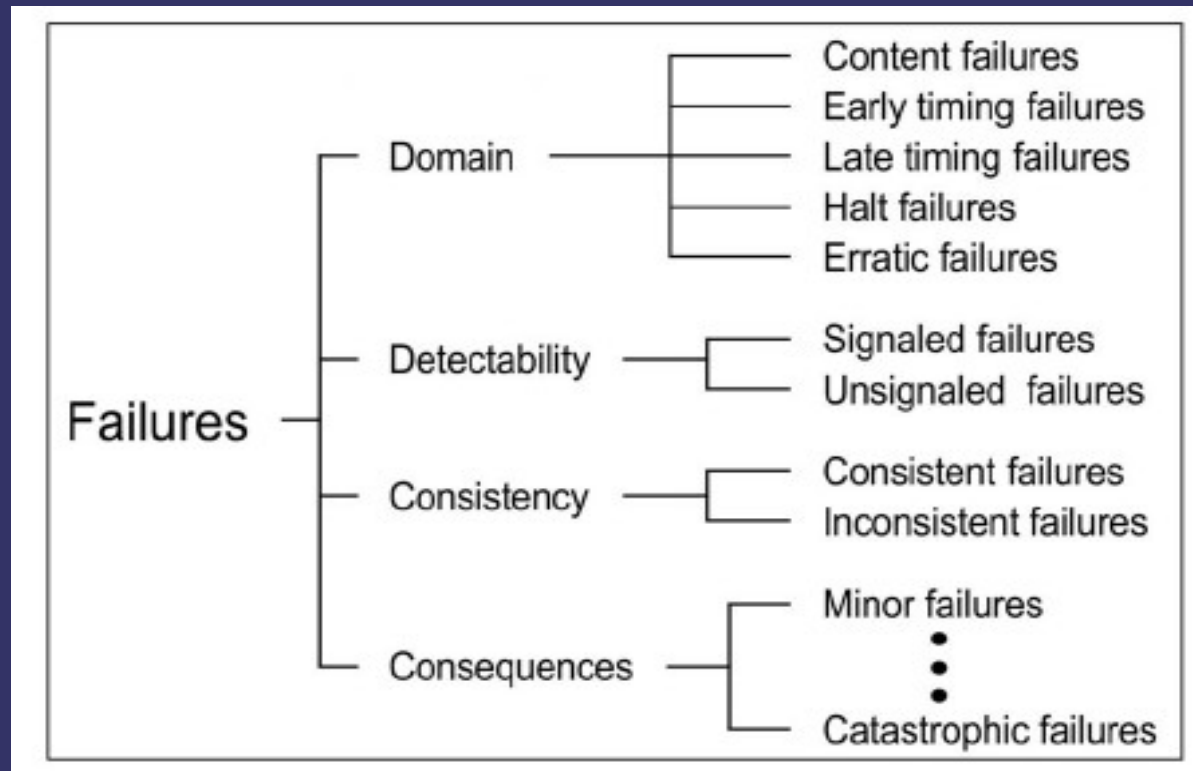 Failures
Domain
Content failures
Early timing failures
Late timing failures
Halt failures
Erratic failures
Detectability
Signaled failures
Unsignaled failures
Consistency
Consistent failures
Inconsistent failures
Consequences
Minor failures
Catastrophic failures